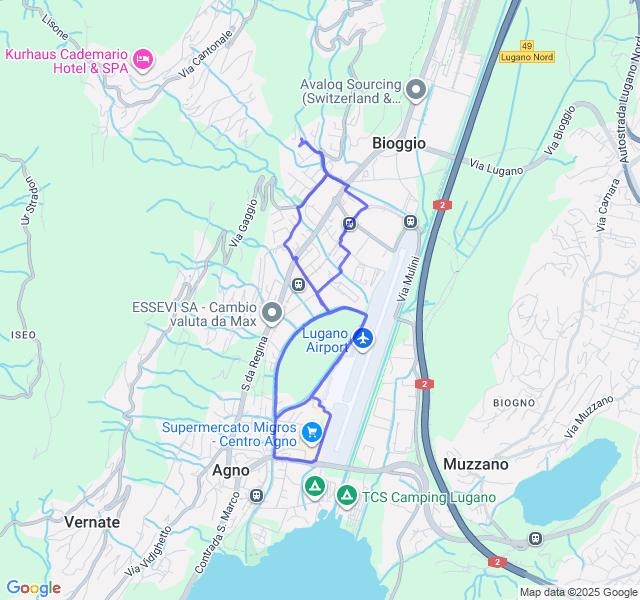 Lisone
Via Cantonale
Kurhaus Cademario
Hotel & SPA
49
Lugano Nord
Autostrada Lugano Nord
Avaloq Sourcing
(Switzerland &...
Bioggio
Via Bioggio
Via Lugano
Via Camara
Ur Stràpu
Via Gaggio
2
Via Mulini
ESSEVI SA - Cambio
valuta da Max
ISEO
Lugano
Airport
S.da Regina
2
BIOGNO
Via Muzzano
Supermercato Migros
- Centro Agno
Agno
Muzzano
TCS Camping Lugano
Vernate
Contrada S. Marco
Via Vidighetto
2
Google
Map data ©2025 Google